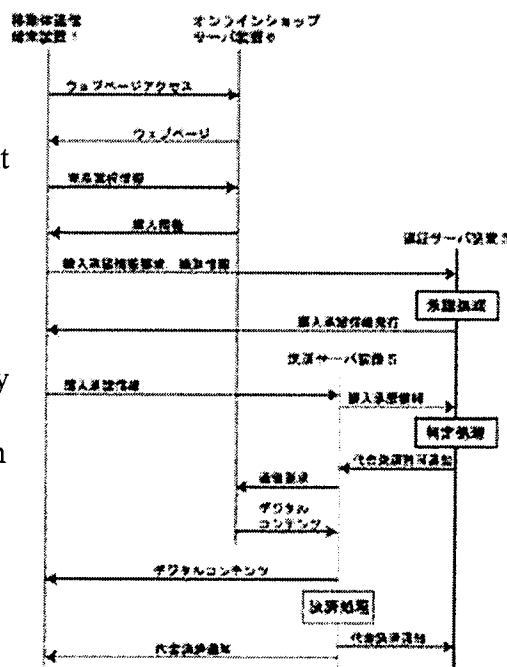 移動体通信
端末装置1
オンラインショップ
サーバ装置
ウェブページアクセス
t
ウェブページ
購入情報
認証サーバ装置3
購入承認情報要求
承認処理
購入承認情報発行
決済サーバ装置5
y
購入承認情報
購入承認情報
判定処理
n
代金決済許可通知
送信要求
デジタル
コンテンツ
デジタルコンテンツ
決済処理
代金決済通知
代金決済通知